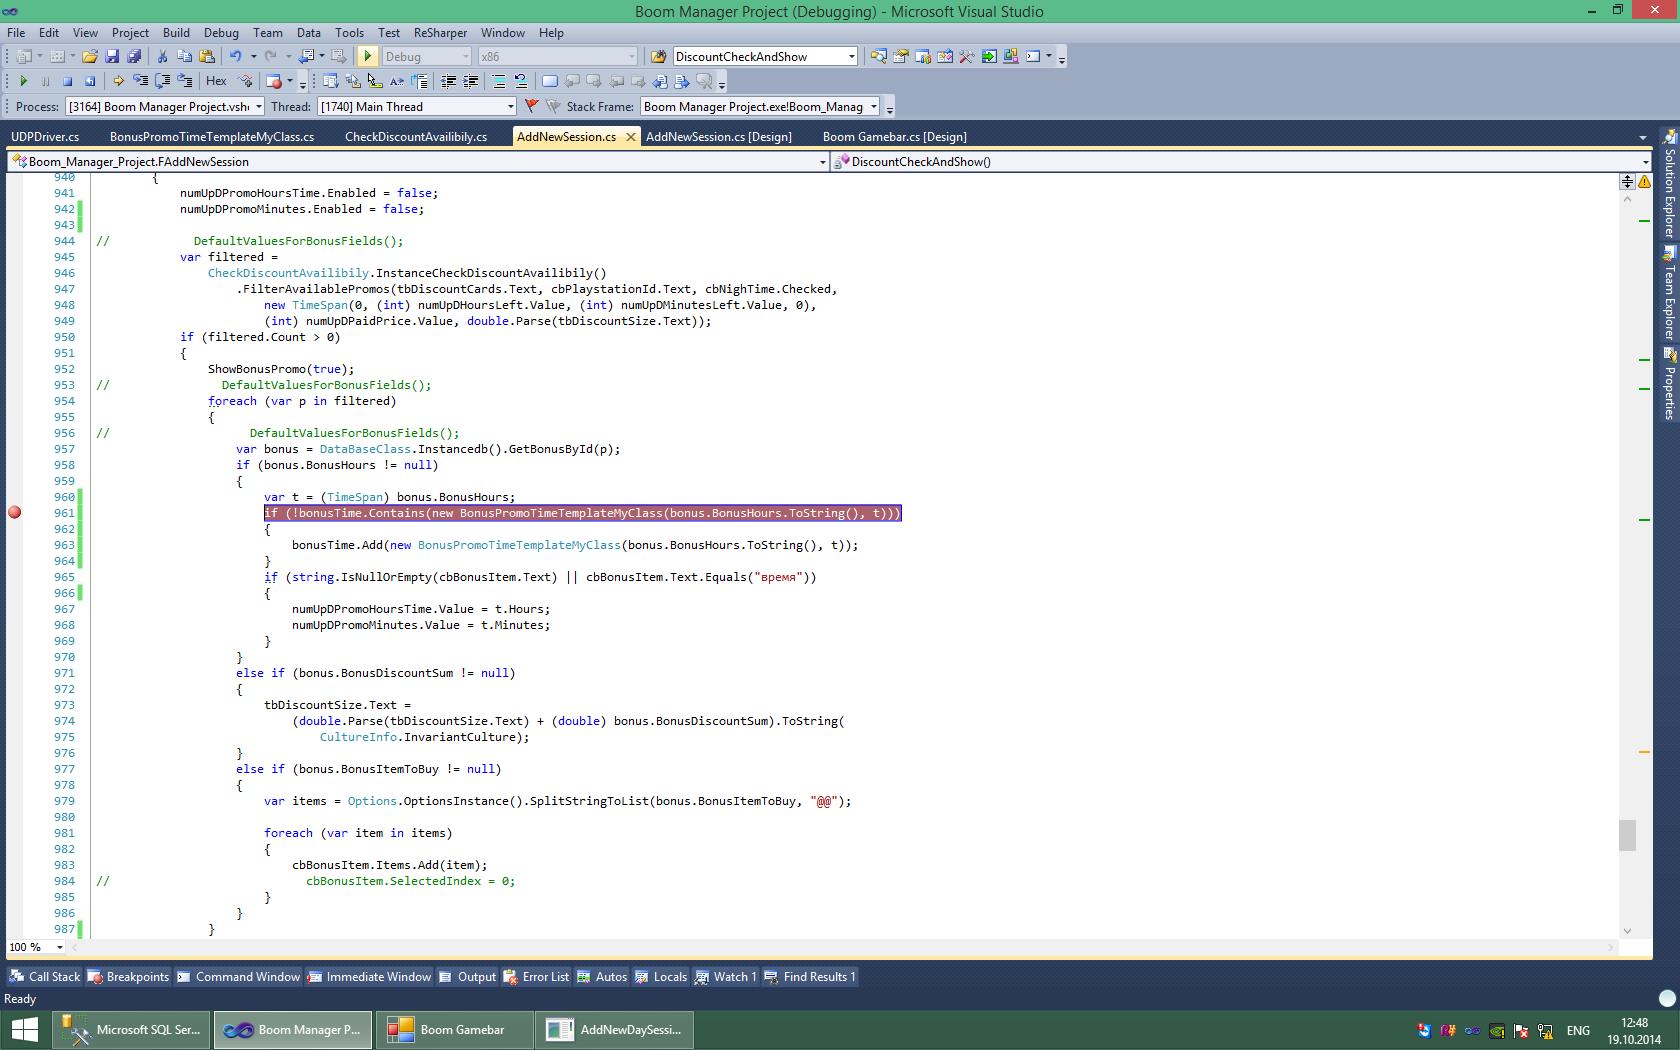 Boom Manager Project (Debugging) - Microsoft Visual Studio
File Edit View Project Build Debug Team Data Tools Test ReSharper Window Help
Debug x86 DiscountCheckAndShow
Hex
Process: [3164] Boom Manager Project.vshc Thread: [1740] Main Thread Stack Frame: Boom Manager Project.exe!Boom_Manag
UDPDriver.cs BonusPromoTimeTemplateMyClass.cs CheckDiscountAvailibily.cs AddNewSession.cs AddNewSession.cs [Design] Boom Gamebar.cs [Design]
Boom_Manager_Project.FAddNewSession DiscountCheckAndShow()
940 {
941 numUpDPromoHoursTime.Enabled = false;
942 numUpDPromoMinutes.Enabled = false;
943
944 // DefaultValuesForBonusFields();
945 var filtered =
946 CheckDiscountAvailibily.InstanceCheckDiscountAvailibily()
947 .FilterAvailablePromos(tbDiscountCards.Text, cbPlaystationId.Text, cbNighTime.Checked,
948 new TimeSpan(0, (int) numUpDHoursLeft.Value, (int) numUpDMinutesLeft.Value, 0),
949 (int) numUpDPaidPrice.Value, double.Parse(tbDiscountSize.Text));
950 if (filtered.Count > 0)
951 {
952 ShowBonusPromo(true);
953 // DefaultValuesForBonusFields();
954 foreach (var p in filtered)
955 {
956 // DefaultValuesForBonusFields();
957 var bonus = DataBaseClass.Instancedb().GetBonusById(p);
958 if (bonus.BonusHours != null)
959 {
960 var t = (TimeSpan) bonus.BonusHours;
961 if (!bonusTime.Contains(new BonusPromoTimeTemplateMyClass(bonus.BonusHours.ToString(), t)))
962 {
963 bonusTime.Add(new BonusPromoTimeTemplateMyClass(bonus.BonusHours.ToString(), t));
964 }
965 if (string.IsNullOrEmpty(cbBonusItem.Text) || cbBonusItem.Text.Equals("время"))
966 {
967 numUpDPromoHoursTime.Value = t.Hours;
968 numUpDPromoMinutes.Value = t.Minutes;
969 }
970 }
971 else if (bonus.BonusDiscountSum != null)
972 {
973 tbDiscountSize.Text =
974 (double.Parse(tbDiscountSize.Text) + (double) bonus.BonusDiscountSum).ToString(
975 CultureInfo.InvariantCulture);
976 }
977 else if (bonus.BonusItemToBuy != null)
978 {
979 var items = Options.OptionsInstance().SplitStringToList(bonus.BonusItemToBuy, "@@");
980
981 foreach (var item in items)
982 {
983 cbBonusItem.Items.Add(item);
984 // cbBonusItem.SelectedIndex = 0;
985 }
986 }
987 }
100 %
Solution Explorer
Team Explorer
Properties
Call Stack Breakpoints Command Window Immediate Window Output Error List Autos Locals Watch 1 Find Results 1
Ready
Microsoft SQL Ser... Boom Manager P... Boom Gamebar AddNewDaySessi... ENG 12:48
19.10.2014